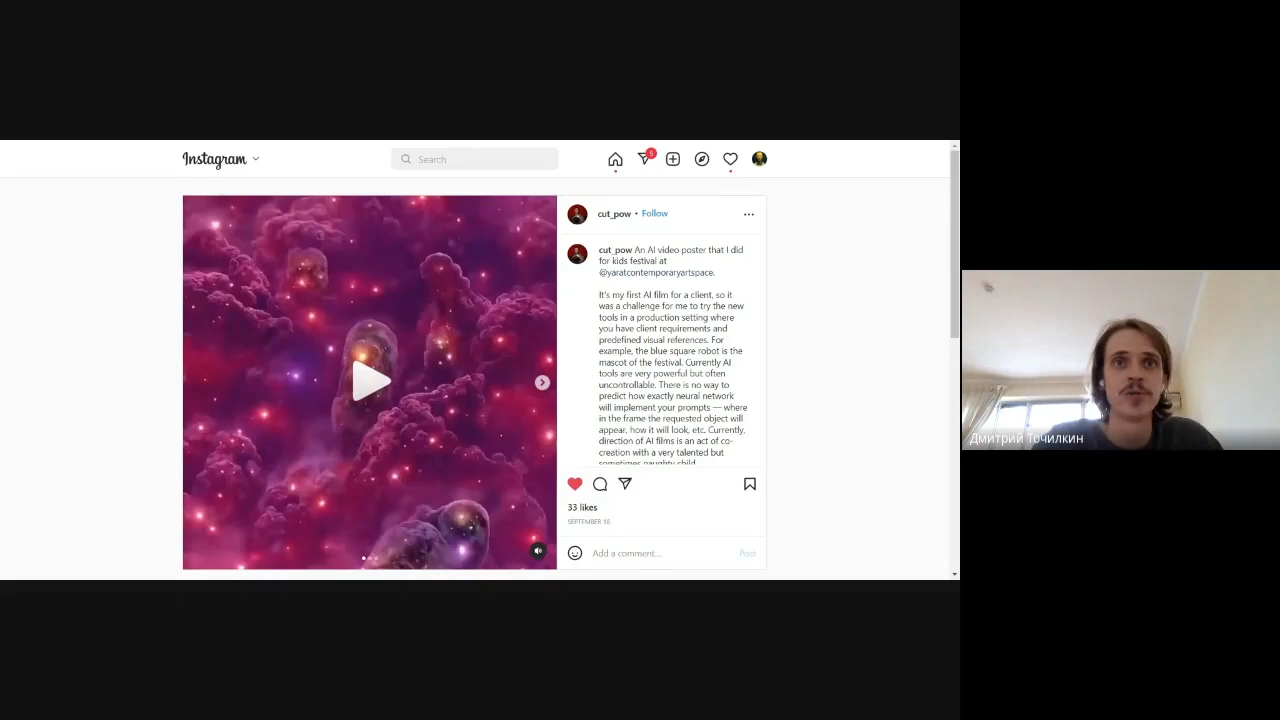 Instagram
Search
5
cut_pow • Follow
cut_pow An AI video poster that I did
for kids festival at
@yaratcontemporaryartspace.
It's my first AI film for a client, so it
was a challenge for me to try the new
tools in a production setting where
you have client requirements and
predefined visual references. For
example, the blue square robot is the
mascot of the festival. Currently AI
tools are very powerful but often
uncontrollable. There is no way to
predict how exactly neural network
will implement your prompts — where
in the frame the requested object will
appear, how it will look, etc. Currently,
direction of AI films is an act of co-
creation with a very talented but
sometimes naughty child
33 likes
SEPTEMBER 18
Add a comment...
Post
Дмитрий Точилкин